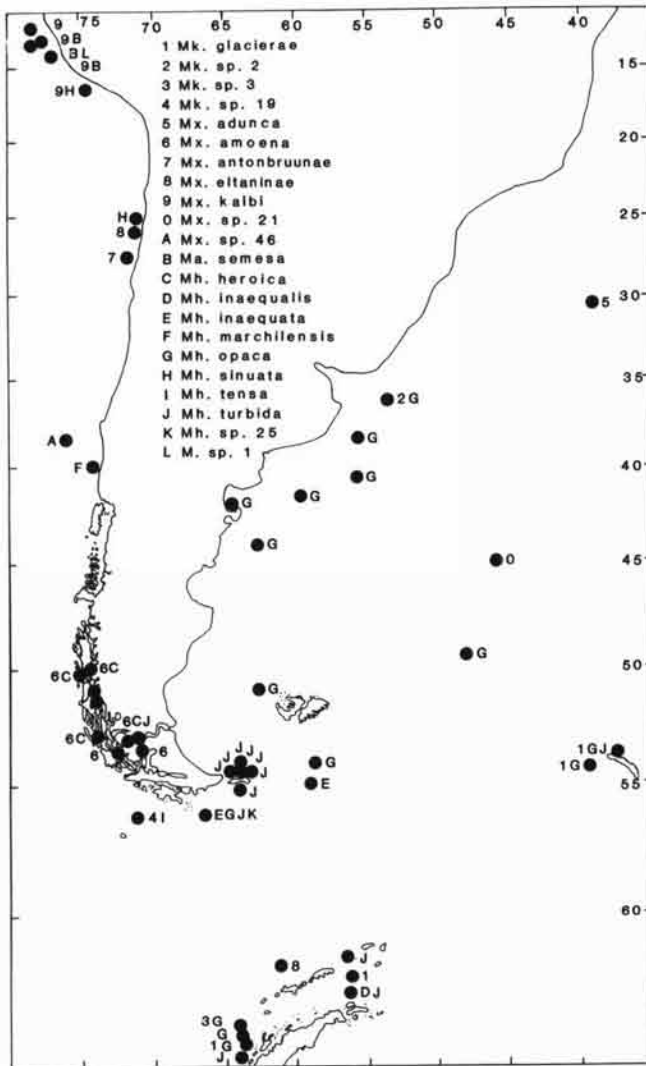 75 65 55 45
9
9B
BL
9B
9H
1 Mk. glacierae
2 Mk. sp. 2
3 Mk. sp. 3
4 Mk. sp. 19
5 Mx. adunca
6 Mx. amoena
7 Mx. antonbruunae
8 Mx. eltaninae
9 Mx. kalbi
0 Mx. sp. 21
A Mx. sp. 46
B Ma. semesa
C Mh. heroica
D Mh. inaequalis
E Mh. inaequata
F Mh. marchilensis
G Mh. opaca
H Mh. sinuata
I Mh. tensa
J Mh. turbida
K Mh. sp. 25
L M. sp. 1
15
20
25
30
35
40
45
50
55
60
H
8
7
5
2G
G
A
F
G
G
G
G
0
G
6C
6C
G
6CJ
6C
6
6
J
J J
J J
J
G
E
1GJ
1G
4I
EGJK
8
J
1
DJ
3G
G
1G
J